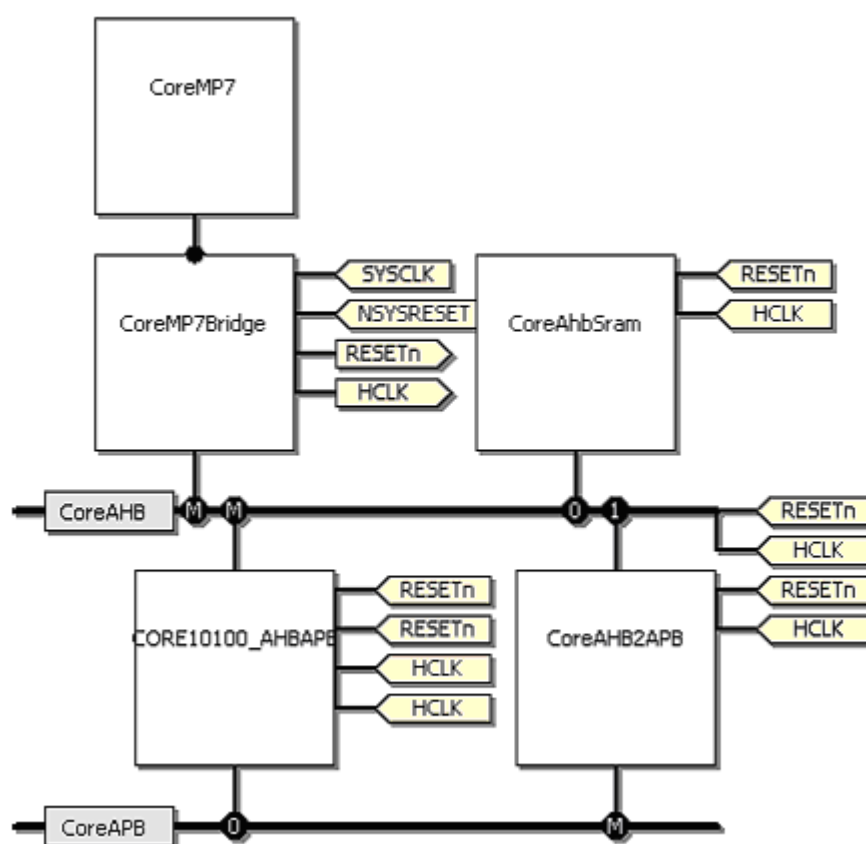 CoreMP7
SYSCLK
RESETn
CoreMP7Bridge
NSYSRESET
CoreAhbSram
HCLK
RESETn
HCLK
CoreAHB
M
M
0
1
RESETn
HCLK
RESETn
RESETn
CORE10100_AHBAPB
RESETn
CoreAHB2APB
HCLK
HCLK
HCLK
CoreAPB
0
M